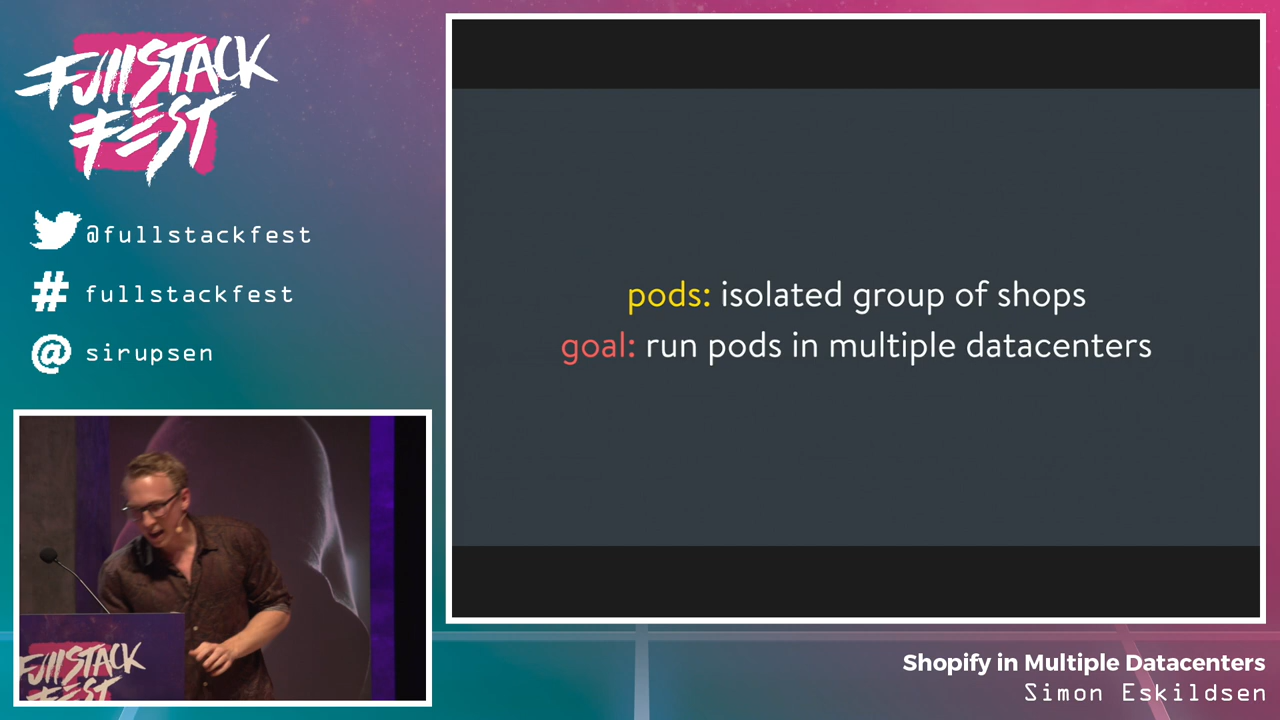 FullSTACK
FEST
@fullstackfest
# fullstackfest
@ sirupsen
pods: isolated group of shops
goal: run pods in multiple datacenters
FullSTACK
FEST
Shopify in Multiple Datacenters
Simon Eskildsen